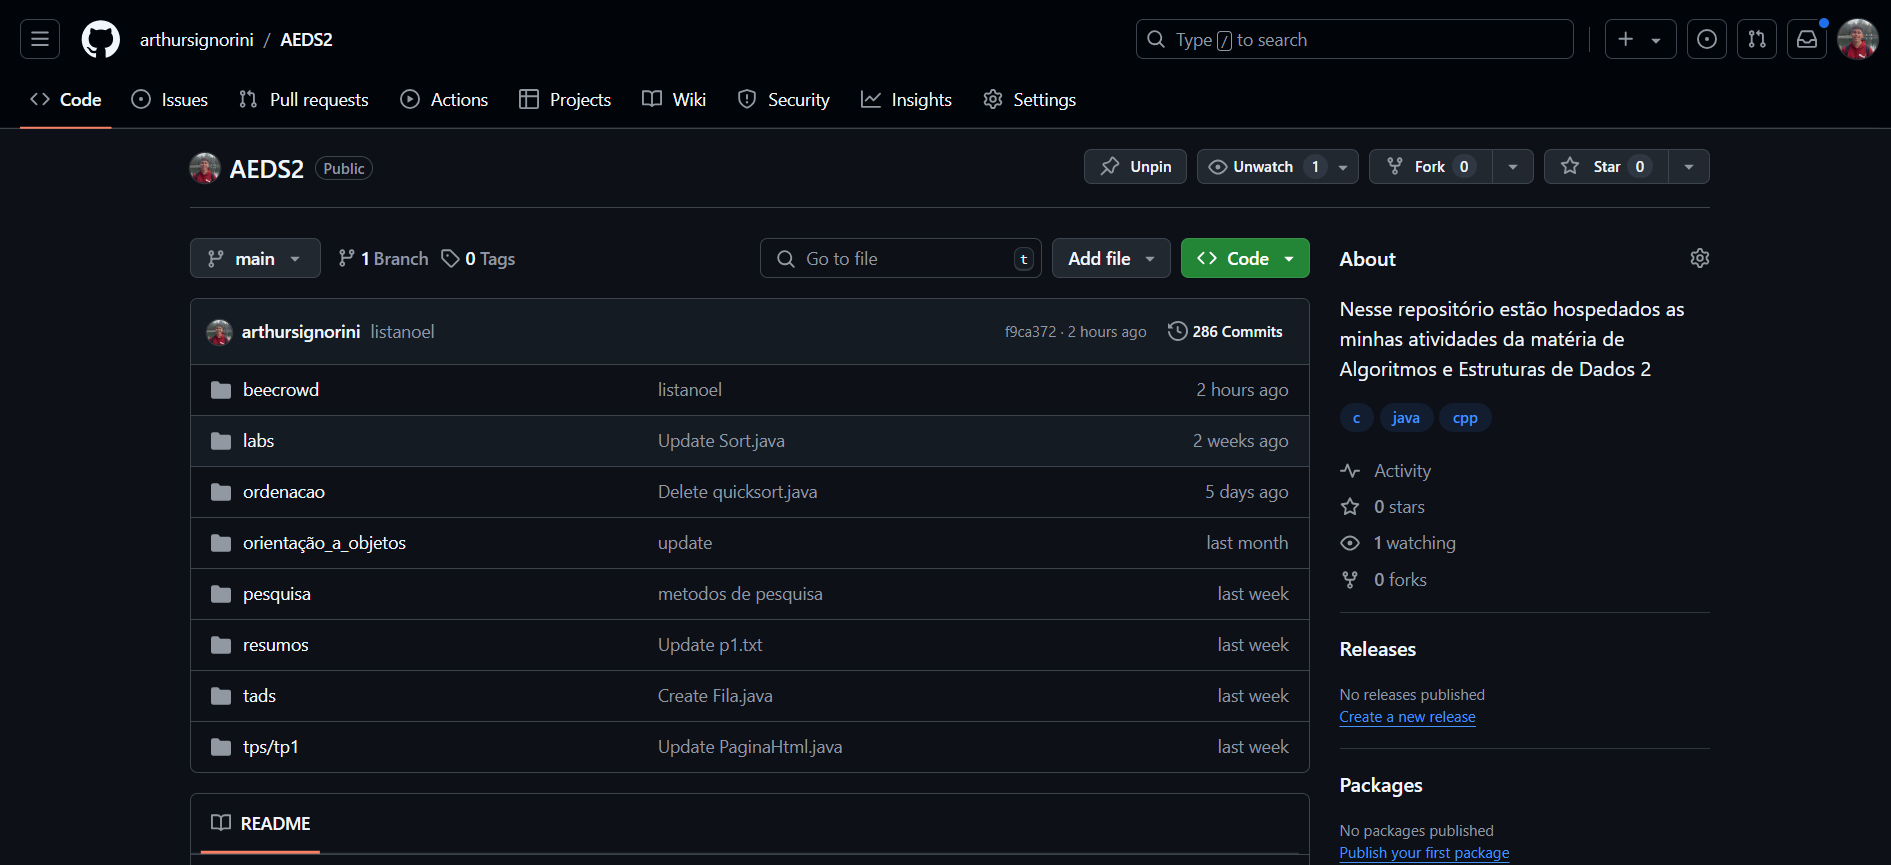 arthursignorini / AEDS2
Type / to search
Code Issues Pull requests Actions Projects Wiki Security Insights Settings
AEDS2 Public
Unpin Unwatch 1 Fork 0 Star 0
main 1 Branch 0 Tags
Go to file t Add file Code
arthursignorini listanoel f9ca372 · 2 hours ago 286 Commits
beecrowd listanoel 2 hours ago
labs Update Sort.java 2 weeks ago
ordenacao Delete quicksort.java 5 days ago
orientação_a_objetos update last month
pesquisa metodos de pesquisa last week
resumos Update p1.txt last week
tads Create Fila.java last week
tps/tp1 Update PaginaHtml.java last week
README
About
Nesse repositório estão hospedados as
minhas atividades da matéria de
Algoritmos e Estruturas de Dados 2
c java cpp
Activity
0 stars
1 watching
0 forks
Releases
No releases published
Create a new release
Packages
No packages published
Publish your first package